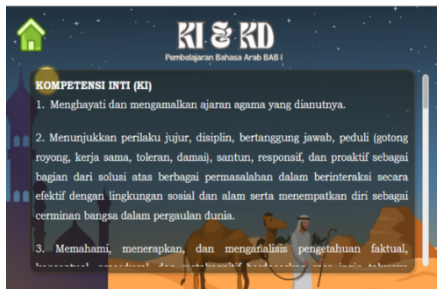 KI & KD
Pembelajaran Bahasa Arab BAB I
KOMPETENSI INTI (KI)
1. Menghayati dan mengamalkan ajaran agama yang dianutnya.
2. Menunjukkan perilaku jujur, disiplin, bertanggung jawab, peduli (gotong
royong, kerja sama, toleran, damai), santun, responsif, dan proaktif sebagai
bagian dari solusi atas berbagai permasalahan dalam berinteraksi secara
efektif dengan lingkungan sosial dan alam serta menempatkan diri sebagai
cerminan bangsa dalam pergaulan dunia.
3. Memahami, menerapkan, dan menganalisis pengetahuan faktual,